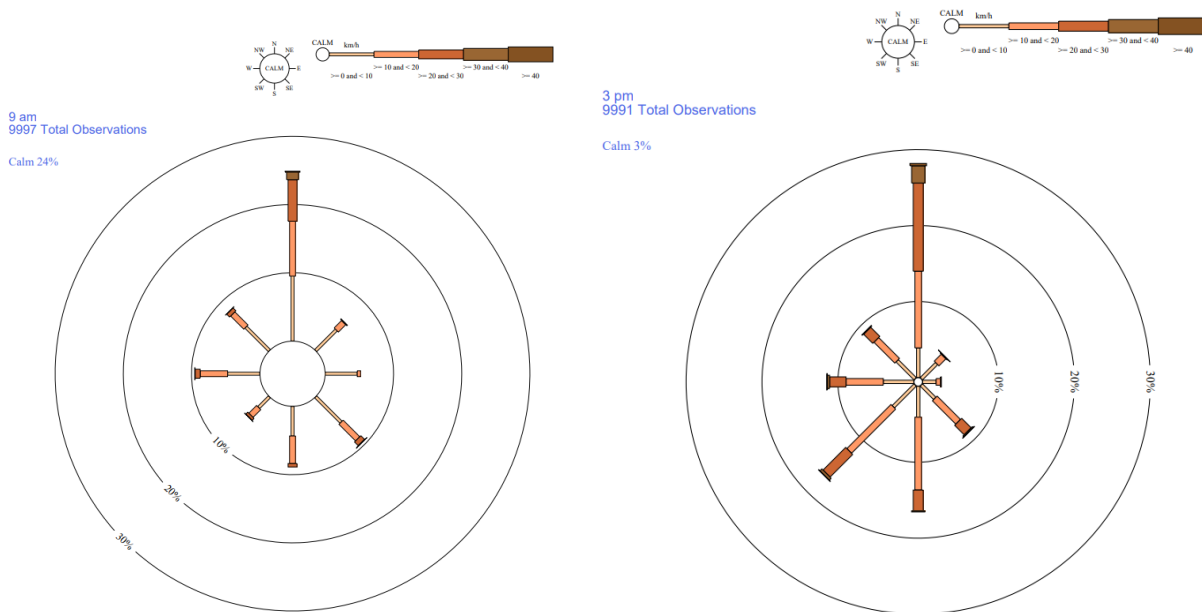 N
NW NE
W CALM E
SW SE
S
CALM km/h
>= 10 and < 20 >= 30 and < 40
>= 0 and < 10 >= 20 and < 30 >= 40
9 am
9997 Total Observations
Calm 24%
10%
20%
30%
N
NW NE
W CALM E
SW SE
S
CALM km/h
>= 10 and < 20 >= 30 and < 40
>= 0 and < 10 >= 20 and < 30 >= 40
3 pm
9991 Total Observations
Calm 3%
10% 20% 30%